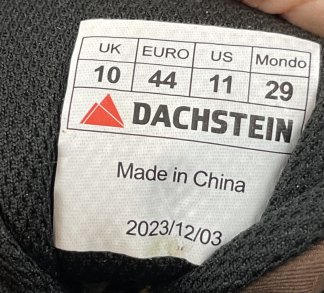 UK EURO US Mondo
10 44 11 29
DACHSTEIN
Made in China
2023/12/03